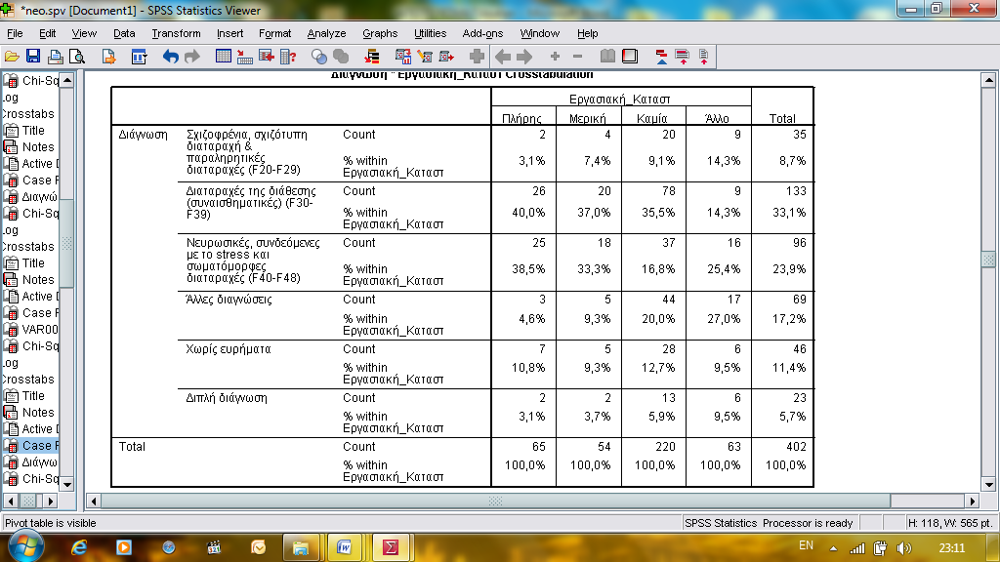 *neo.spv [Document1] - SPSS Statistics Viewer
File Edit View Data Transform Insert Format Analyze Graphs Utilities Add-ons Window Help
Chi-Sq
Log
Crosstabs
Title
Notes
Active D
Case P
Διάγνω
Chi-Sq
Log
Crosstabs
Title
Notes
Active D
Case P
VAR00
Chi-Sq
Log
Crosstabs
Title
Notes
Active D
Case P
Διάγνω
Chi-Sq
Διάγνωση * Εργασιακή_Καταστ Crosstabulation
Εργασιακή_Καταστ
Πλήρης Μερική Καμία Άλλο Total
Διάγνωση Σχιζοφρένια, σχιζότυπη Count 2 4 20 9 35
διαταραχή &
παραληρητικές % within 3,1% 7,4% 9,1% 14,3% 8,7%
διαταραχές (F20-F29) Εργασιακή_Καταστ
Διαταραχές της διάθεσης Count 26 20 78 9 133
(συναισθηματικές) (F30-
F39) % within 40,0% 37,0% 35,5% 14,3% 33,1%
Εργασιακή_Καταστ
Νευρωσικές, συνδεόμενες Count 25 18 37 16 96
με το stress και
σωματόμορφες % within 38,5% 33,3% 16,8% 25,4% 23,9%
διαταραχές (F40-F48) Εργασιακή_Καταστ
Άλλες διαγνώσεις Count 3 5 44 17 69
% within 4,6% 9,3% 20,0% 27,0% 17,2%
Εργασιακή_Καταστ
Χωρίς ευρήματα Count 7 5 28 6 46
% within 10,8% 9,3% 12,7% 9,5% 11,4%
Εργασιακή_Καταστ
Διπλή διάγνωση Count 2 2 13 6 23
% within 3,1% 3,7% 5,9% 9,5% 5,7%
Εργασιακή_Καταστ
Total Count 65 54 220 63 402
% within 100,0% 100,0% 100,0% 100,0% 100,0%
Εργασιακή_Καταστ
Pivot table is visible SPSS Statistics Processor is ready H: 118, W: 565 pt.
EN 23:11